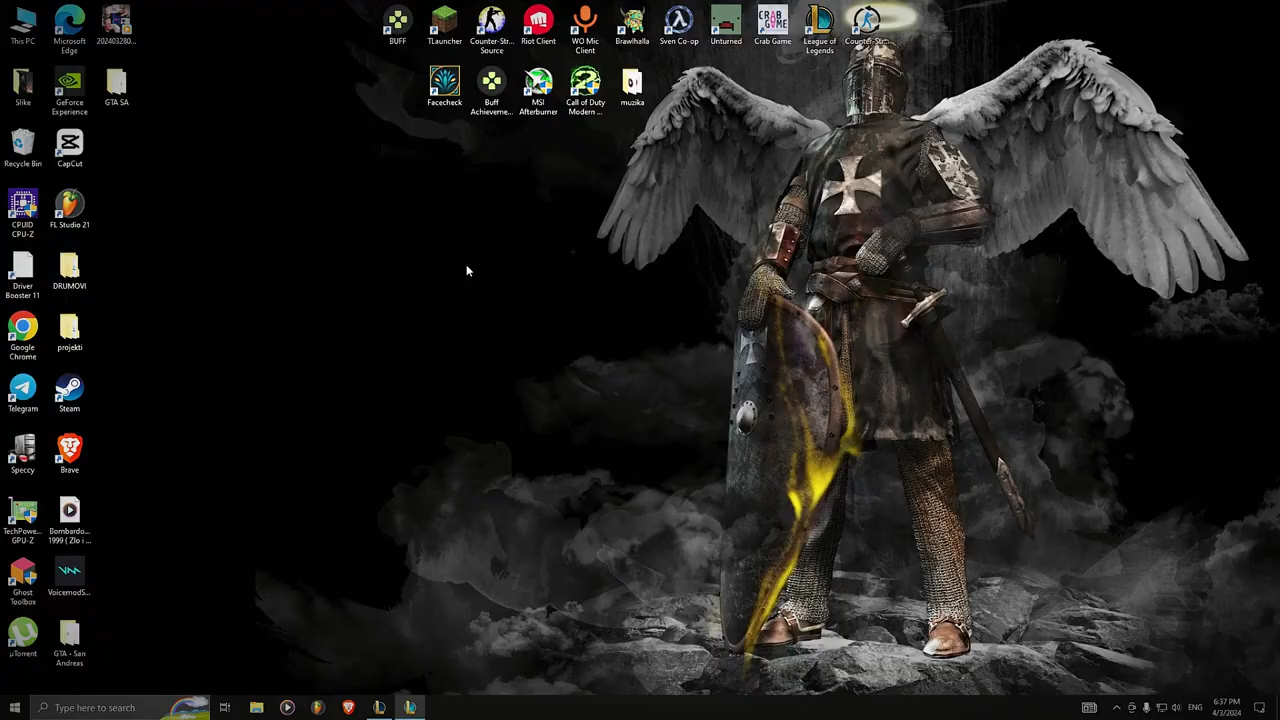 This PC
Microsoft
Edge
202403280...
BUFF
TLauncher
Counter-Str...
Source
Riot Client
WO Mic
Client
Brawlhalla
Sven Co-op
Unturned
CRAB
GAME
Crab Game
League of
Legends
Counter-Str...
Slike
GeForce
Experience
GTA SA
Facecheck
Buff
Achieveme...
MSI
Afterburner
Call of Duty
Modern ...
muzika
Recycle Bin
CapCut
CPUID
CPU-Z
FL Studio 21
Driver
Booster 11
DRUMOVI
Google
Chrome
projekti
Telegram
Steam
Speccy
Brave
TechPowe...
GPU-Z
Bombardo...
1999 ( Zlo i ...
Ghost
Toolbox
VoicemodS...
µTorrent
GTA - San
Andreas
Type here to search
ENG
6:37 PM
4/3/2024